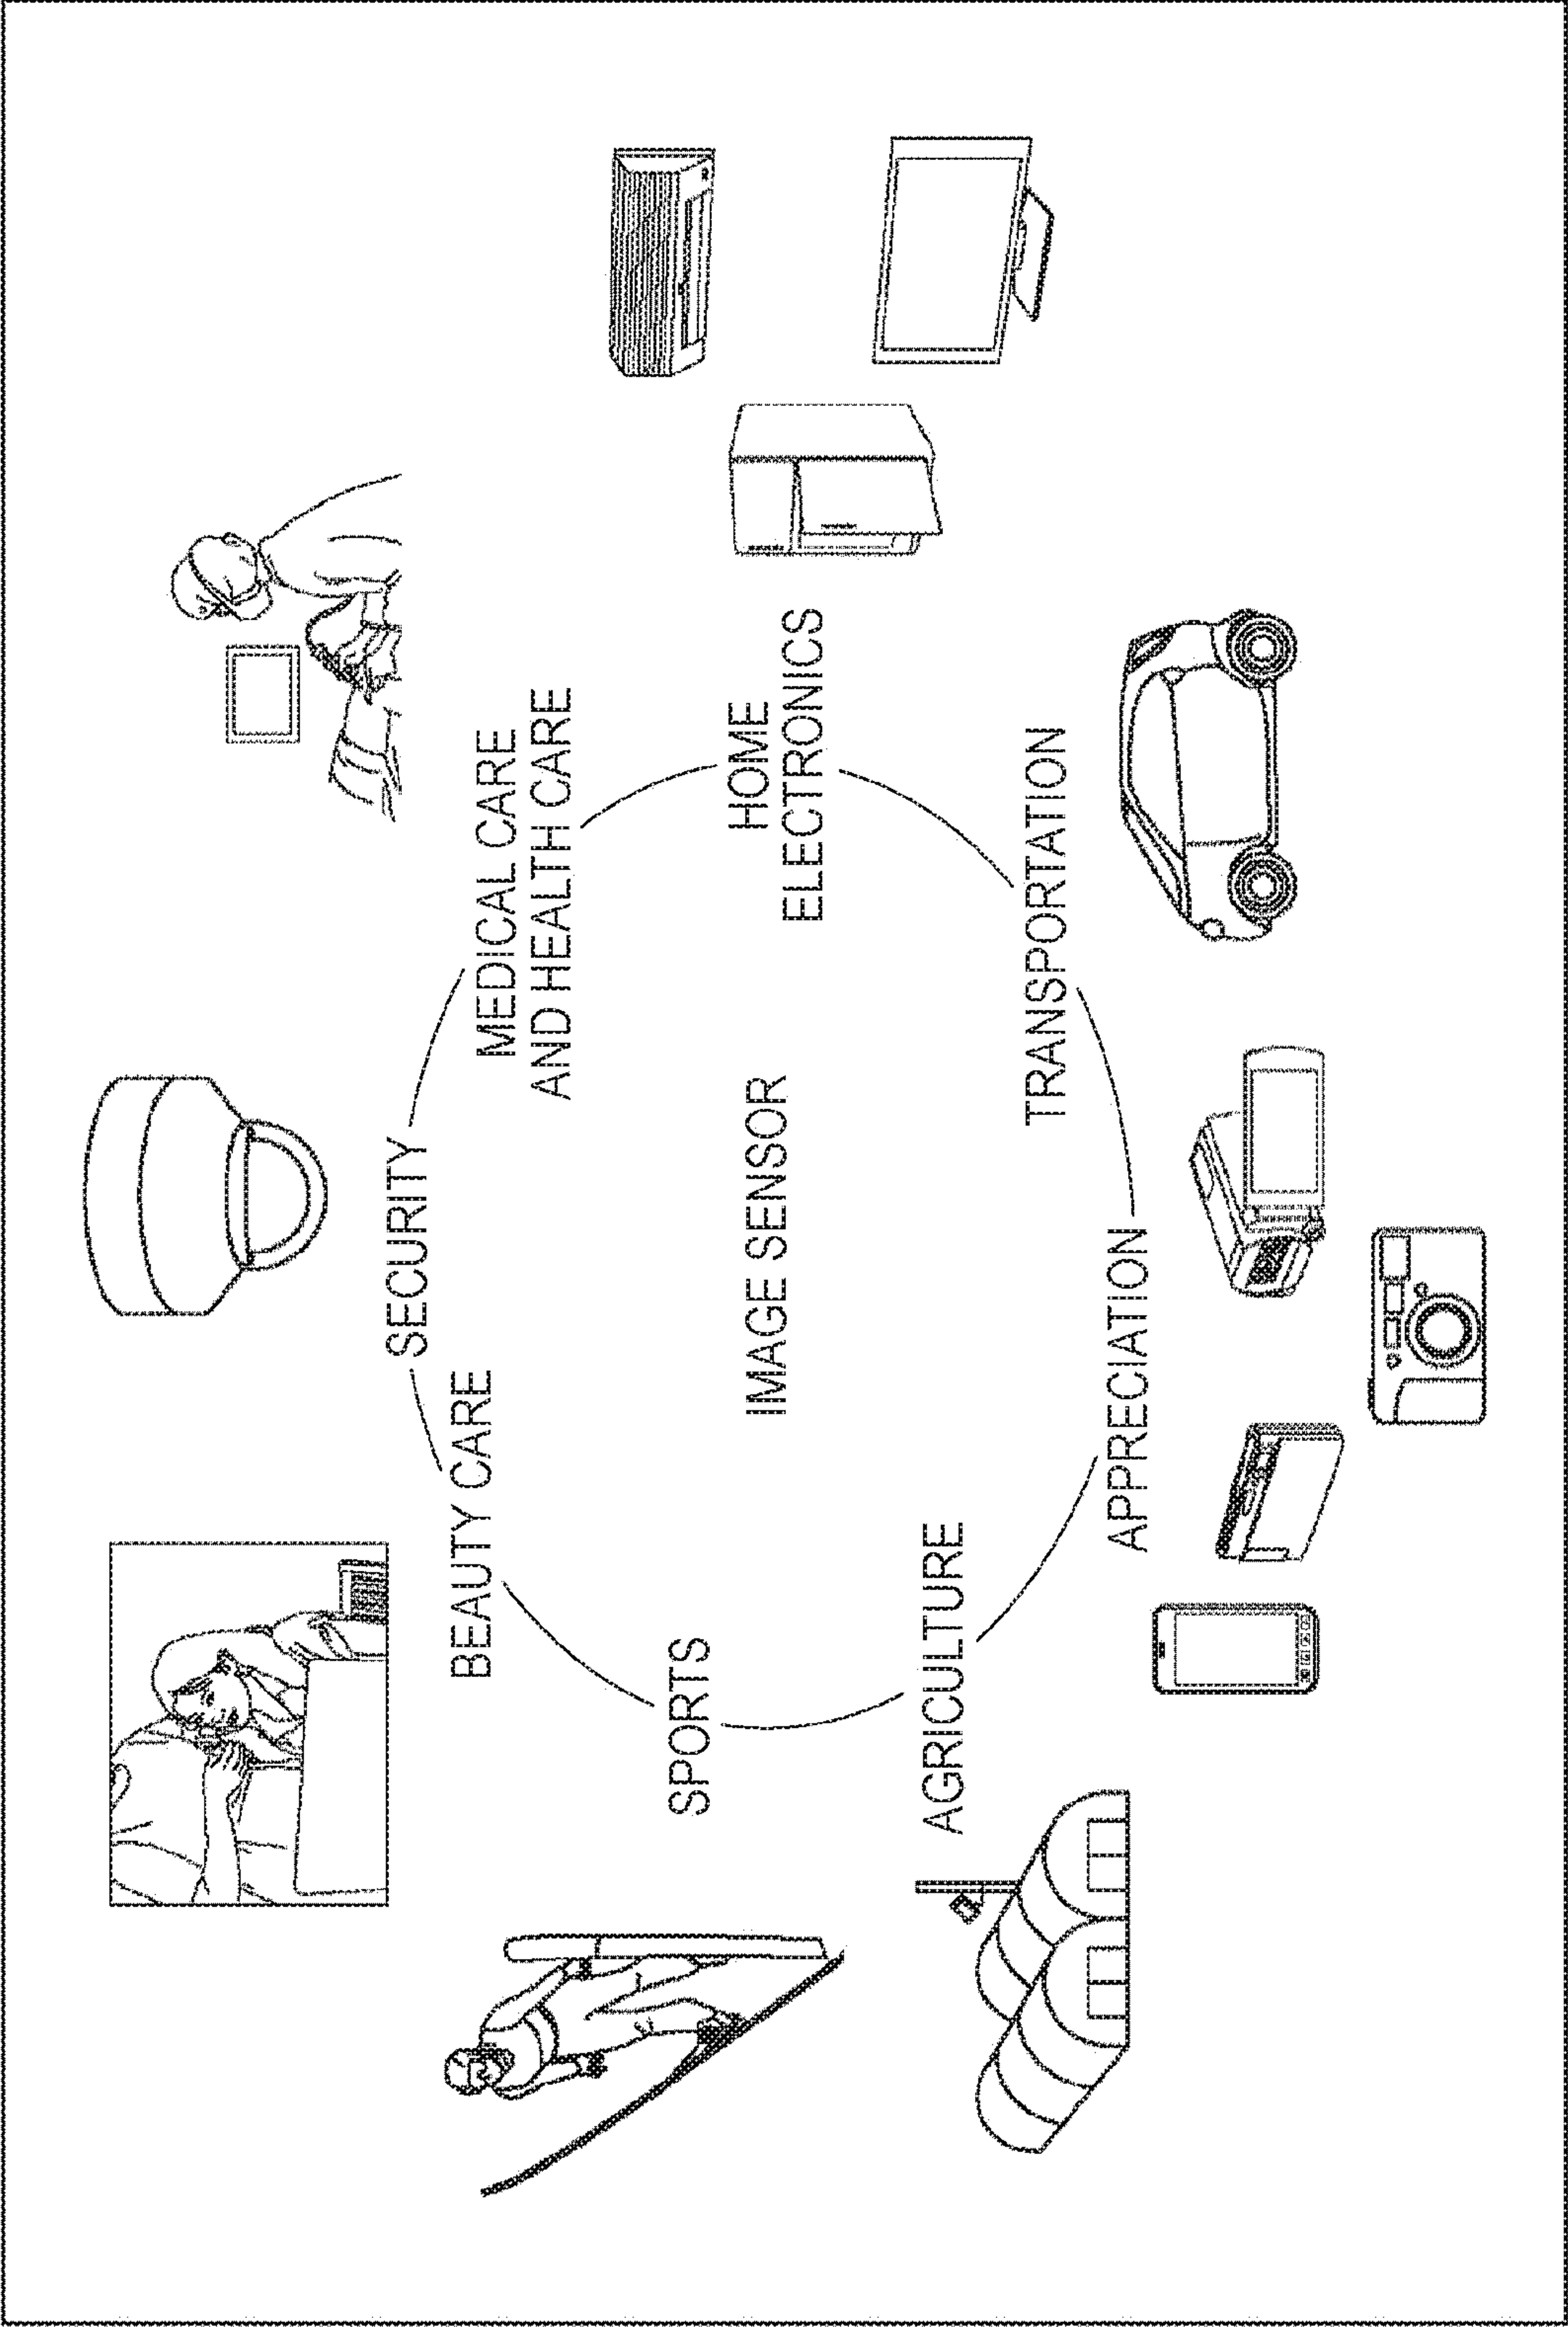 SECURITY
BEAUTY CARE
MEDICAL CARE
AND HEALTH CARE
SPORTS
IMAGE SENSOR
HOME
ELECTRONICS
AGRICULTURE
TRANSPORTATION
APPRECIATION